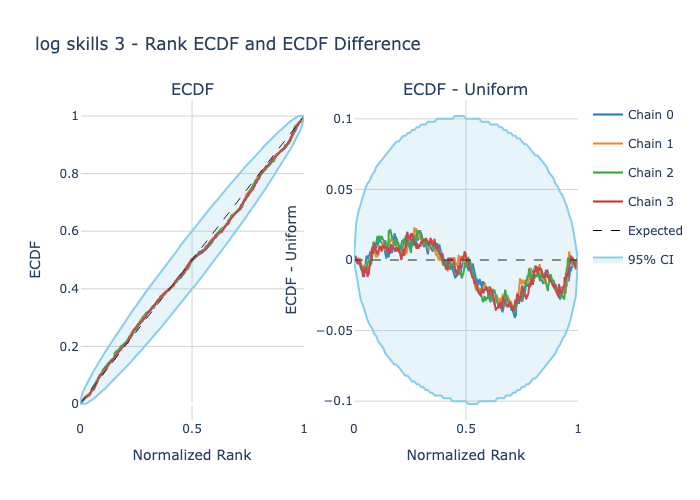 log skills 3 - Rank ECDF and ECDF Difference
ECDF
ECDF - Uniform
1
0.8
0.6
0.4
0.2
0
ECDF
0
0.5
1
Normalized Rank
0.1
0.05
0
−0.05
−0.1
ECDF - Uniform
0
0.5
1
Normalized Rank
Chain 0
Chain 1
Chain 2
Chain 3
Expected
95% CI